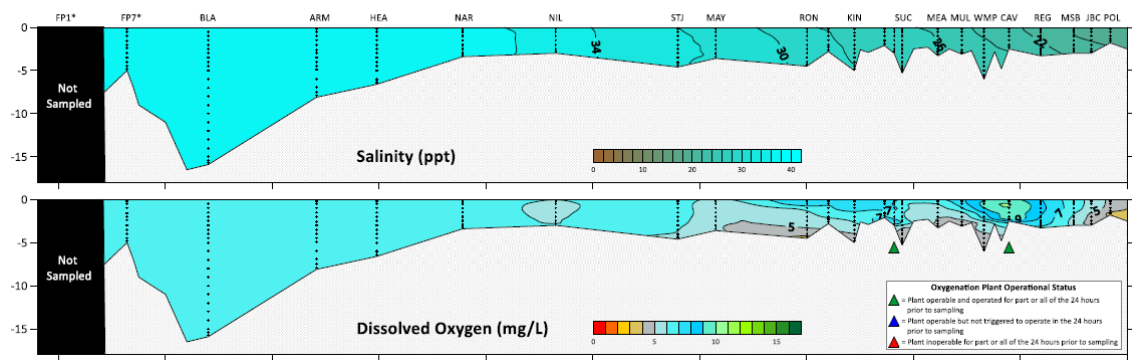 FP1* FP7* BLA ARM HEA NAR NIL STJ MAY RON KIN SUC MEA MUL WMP CAV REG MSB JBC POL
0
-5
-10
-15
Not
Sampled
34
30
26
22
Salinity (ppt)
0 10 20 30 40
0
-5
-10
-15
Not
Sampled
5
7
7
9
7
5
Dissolved Oxygen (mg/L)
0 5 10 15
Oxygenation Plant Operational Status
= Plant operable and operated for part or all of the 24 hours
prior to sampling
= Plant operable but not triggered to operate in the 24 hours
prior to sampling
= Plant inoperable for part or all of the 24 hours prior to sampling